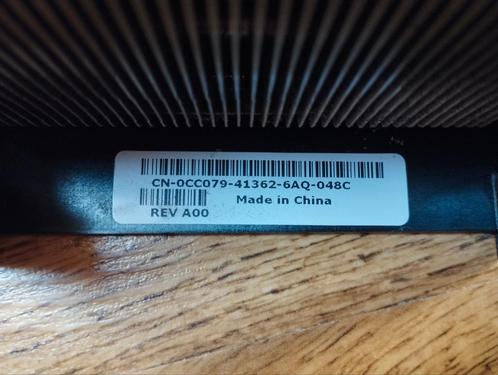 CN-0CC079-41362-6AQ-048C
Made in China
REV A00